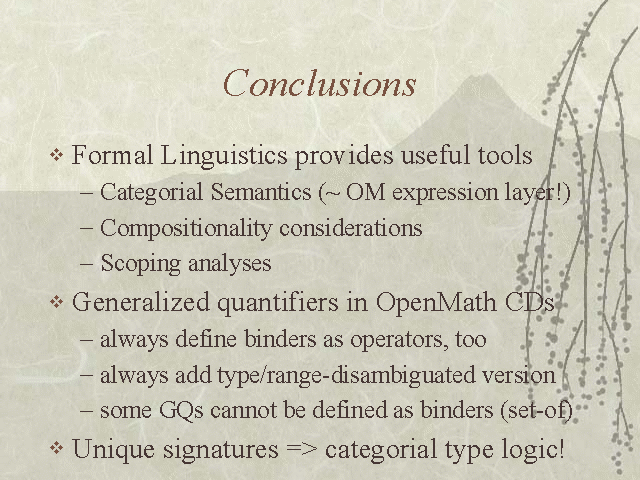 Conclusions
❖ Formal Linguistics provides useful tools
– Categorial Semantics (~ OM expression layer!)
– Compositionality considerations
– Scoping analyses
❖ Generalized quantifiers in OpenMath CDs
– always define binders as operators, too
– always add type/range-disambiguated version
– some GQs cannot be defined as binders (set-of)
❖ Unique signatures => categorial type logic!